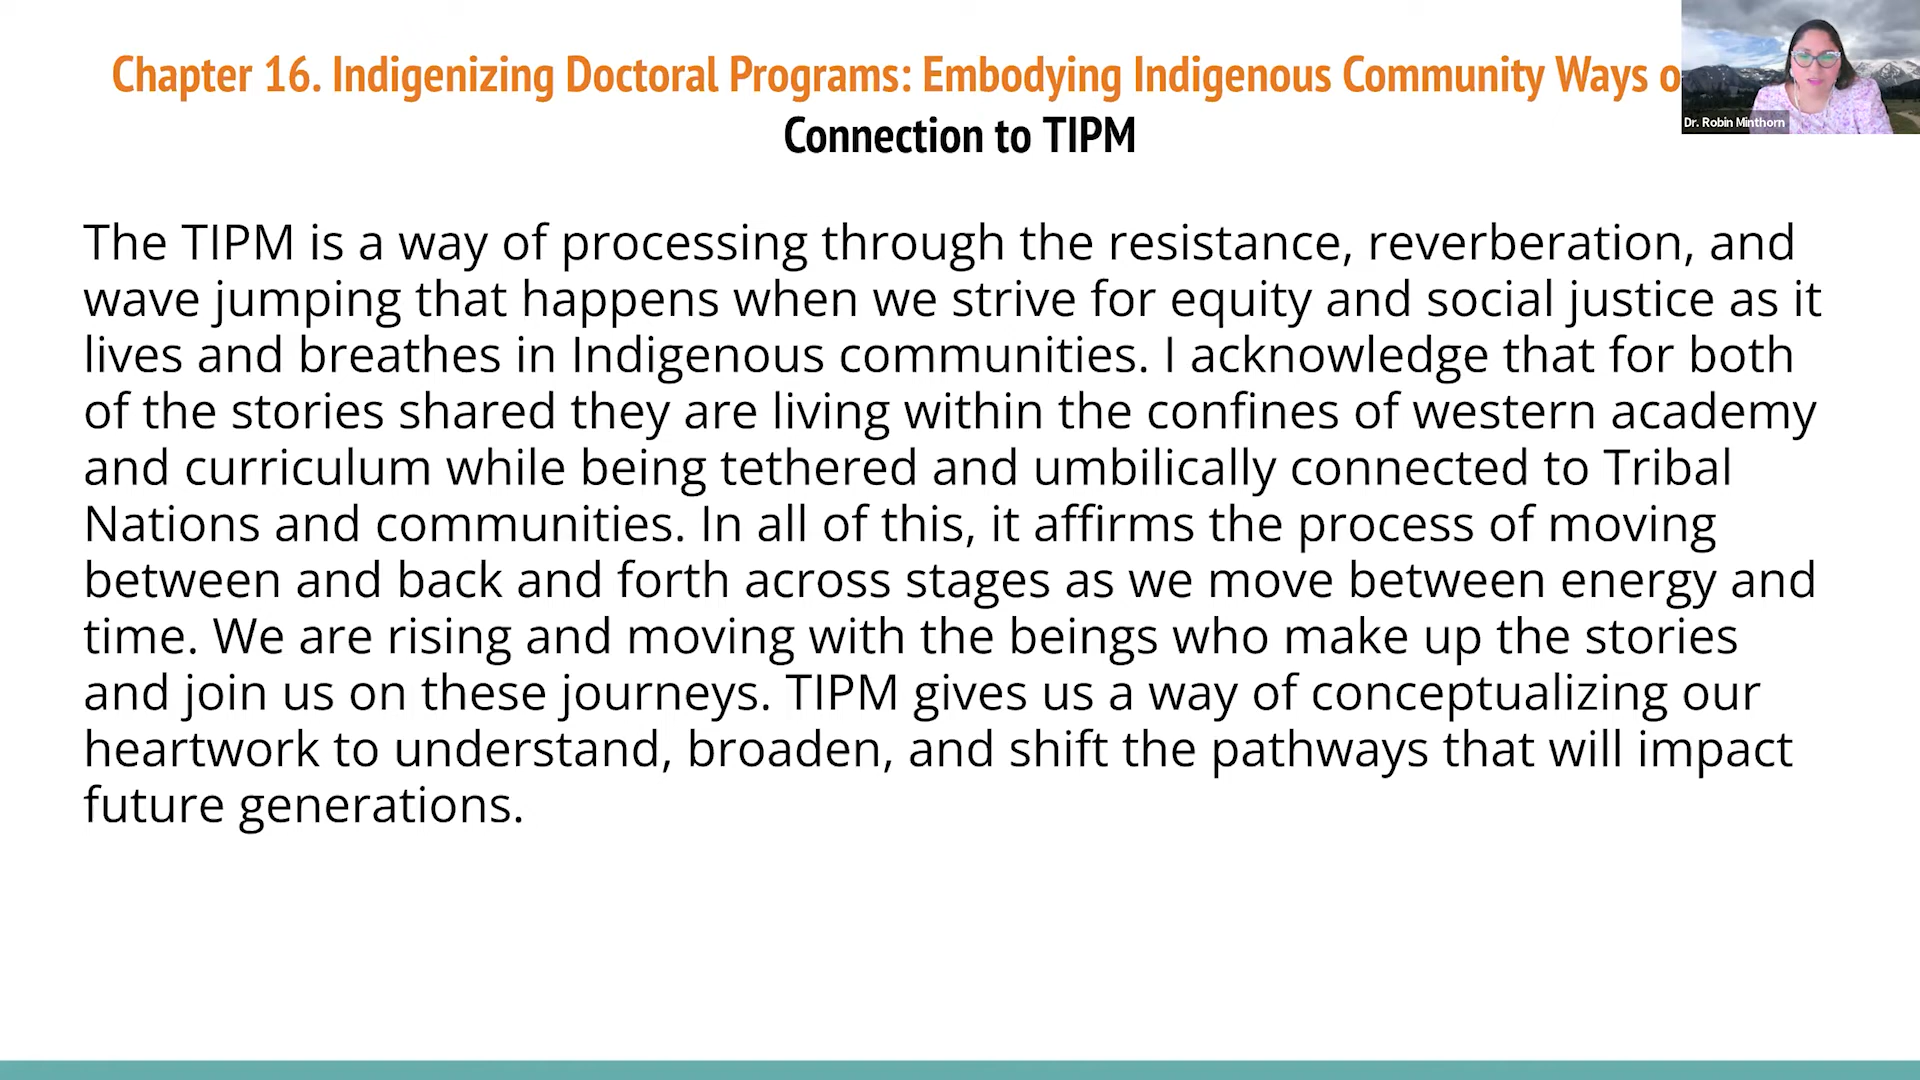 Chapter 16. Indigenizing Doctoral Programs: Embodying Indigenous Community Ways
Connection to TIPM
Dr. Robin Minthorn
The TIPM is a way of processing through the resistance, reverberation, and
wave jumping that happens when we strive for equity and social justice as it
lives and breathes in Indigenous communities. I acknowledge that for both
of the stories shared they are living within the confines of western academy
and curriculum while being tethered and umbilically connected to Tribal
Nations and communities. In all of this, it affirms the process of moving
between and back and forth across stages as we move between energy and
time. We are rising and moving with the beings who make up the stories
and join us on these journeys. TIPM gives us a way of conceptualizing our
heartwork to understand, broaden, and shift the pathways that will impact
future generations.